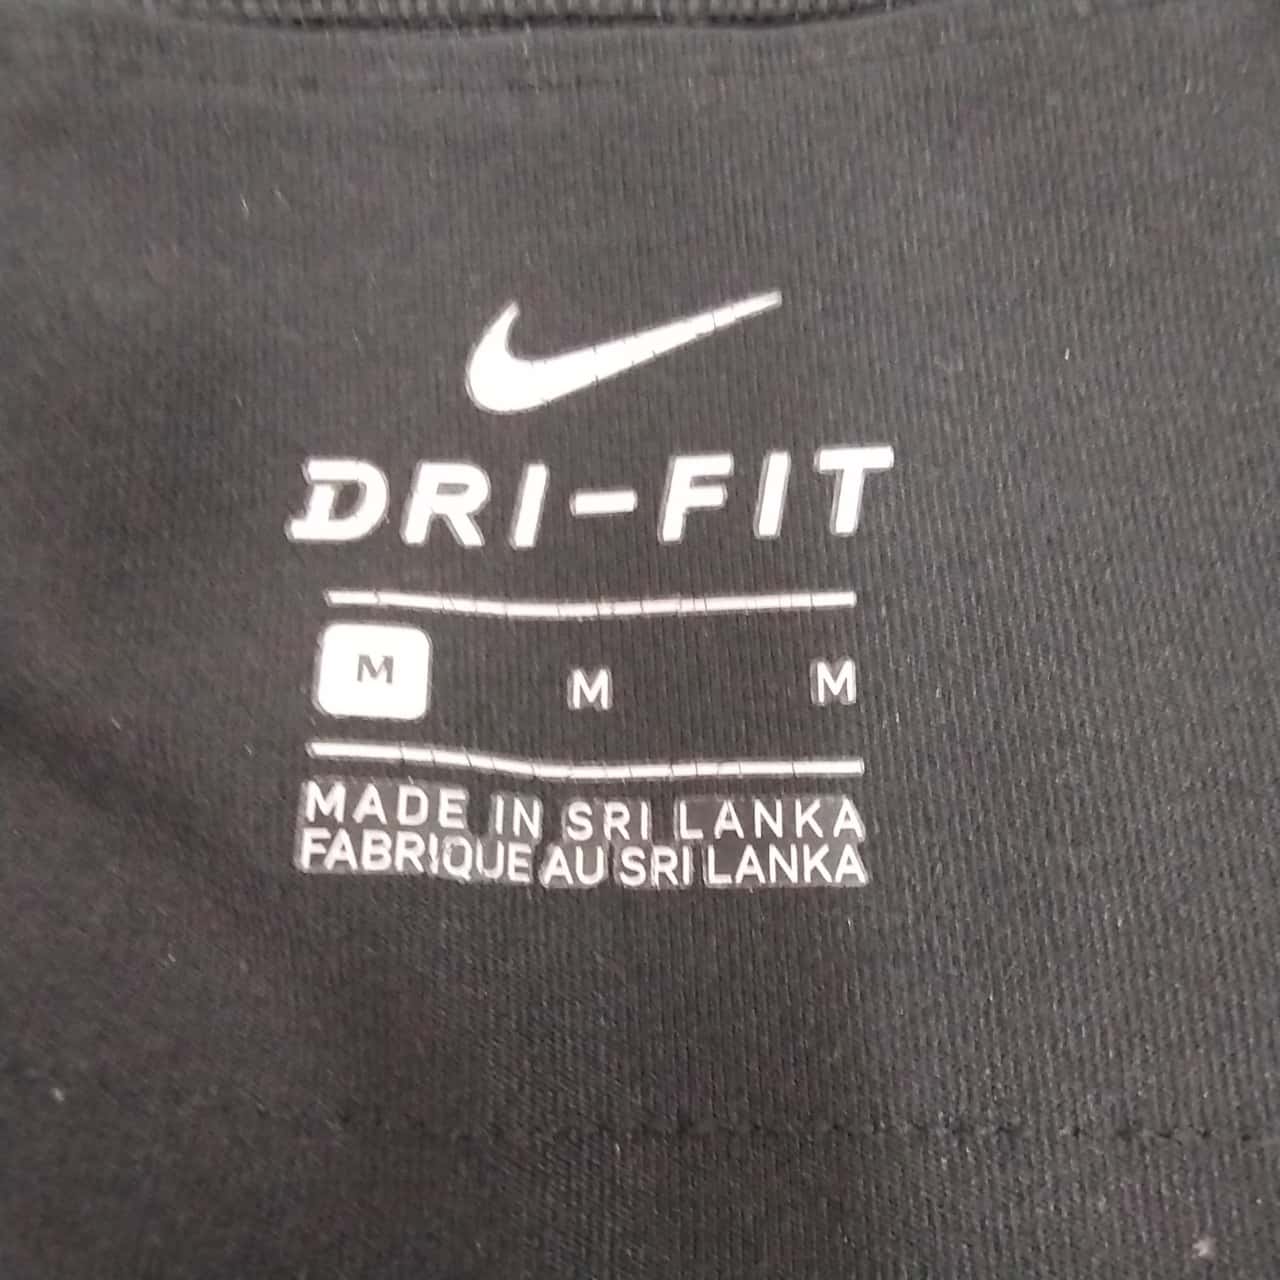 DRI-FIT
M M M
MADE IN SRI LANKA
FABRIQUE AU SRI LANKA